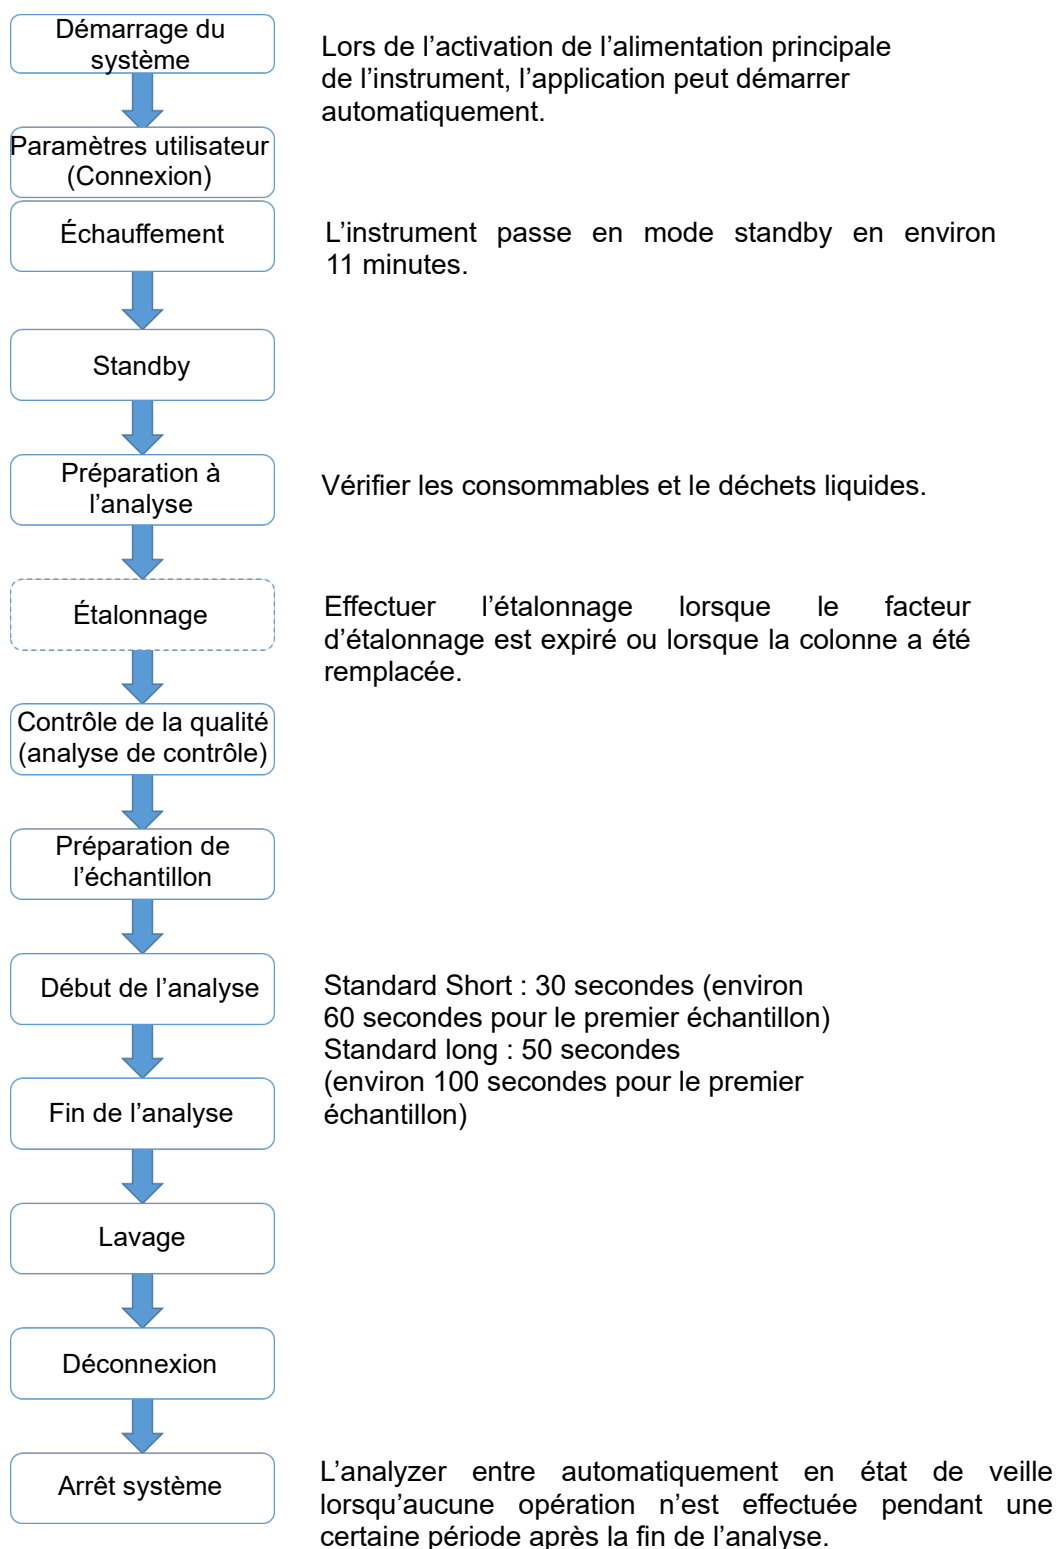 Démarrage du
système
Lors de l’activation de l’alimentation principale
de l’instrument, l’application peut démarrer
automatiquement.
Paramètres utilisateur
(Connexion)
Échauffement
L’instrument passe en mode standby en environ
11 minutes.
Standby
Préparation à
l’analyse
Vérifier les consommables et le déchets liquides.
Étalonnage
Effectuer l’étalonnage lorsque le facteur
d’étalonnage est expiré ou lorsque la colonne a été
remplacée.
Contrôle de la qualité
(analyse de contrôle)
Préparation de
l’échantillon
Début de l’analyse
Standard Short : 30 secondes (environ
60 secondes pour le premier échantillon)
Standard long : 50 secondes
(environ 100 secondes pour le premier
échantillon)
Fin de l’analyse
Lavage
Déconnexion
Arrêt système
L’analyzer entre automatiquement en état de veille
lorsqu’aucune opération n’est effectuée pendant une
certaine période après la fin de l’analyse.